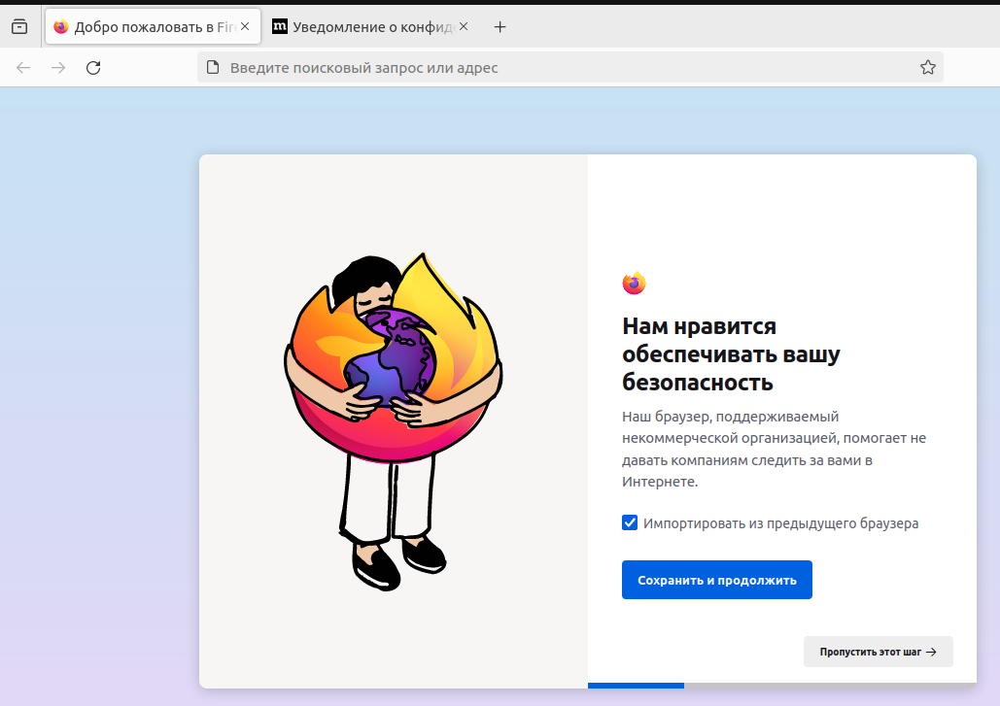 Добро пожаловать в Fire
m Уведомление о конфид
Введите поисковый запрос или адрес
Нам нравится
обеспечивать вашу
безопасность
Наш браузер, поддерживаемый
некоммерческой организацией, помогает не
давать компаниям следить за вами в
Интернете.
Импортировать из предыдущего браузера
Сохранить и продолжить
Пропустить этот шаг